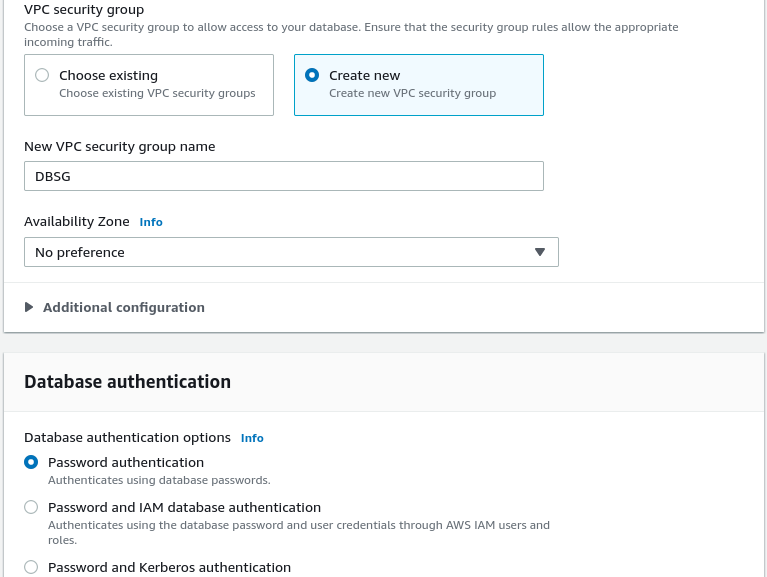 VPC security group
Choose a VPC security group to allow access to your database. Ensure that the security group rules allow the appropriate
incoming traffic.
Choose existing
Choose existing VPC security groups
Create new
Create new VPC security group
New VPC security group name
DBSG
Availability Zone Info
No preference
Additional configuration
Database authentication
Database authentication options Info
Password authentication
Authenticates using database passwords.
Password and IAM database authentication
Authenticates using the database password and user credentials through AWS IAM users and
roles.
Password and Kerberos authentication